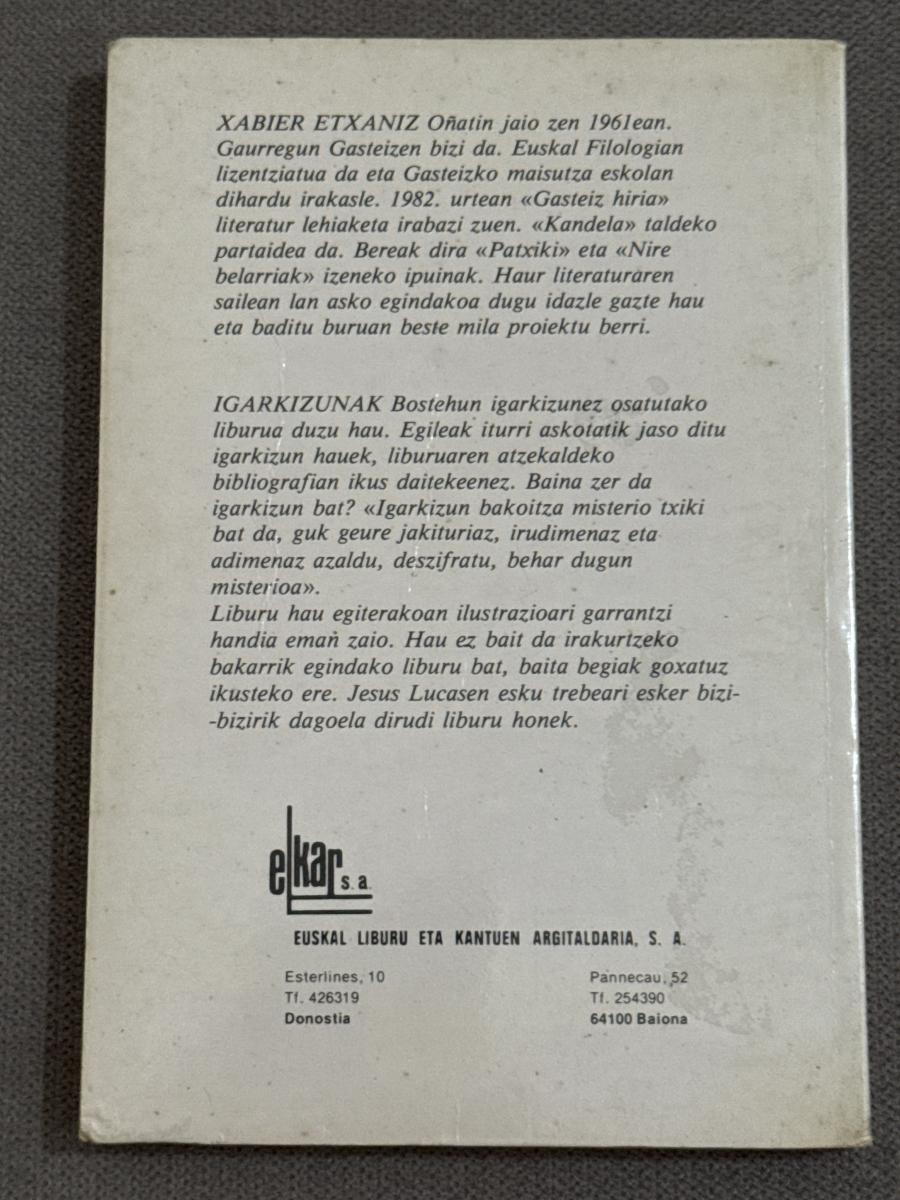 XABIER ETXANIZ Oñatin jaio zen 1961ean.
Gaurregun Gasteizen bizi da. Euskal Filologian
lizentziatua da eta Gasteizko maisutza eskolan
dihardu irakasle. 1982. urtean «Gasteiz hiria»
literatur lehiaketa irabazi zuen. «Kandela» taldeko
partaidea da. Bereak dira «Patxiki» eta «Nire
belarriak» izeneko ipuinak. Haur literaturaren
sailean lan asko egindakoa dugu idazle gazte hau
eta baditu buruan beste mila proiektu berri.
IGARKIZUNAK Bostehun igarkizunez osatutako
liburua duzu hau. Egileak iturri askotatik jaso ditu
igarkizun hauek, liburuaren atzekaldeko
bibliografian ikus daitekeenez. Baina zer da
igarkizun bat? «Igarkizun bakoitza misterio txiki
bat da, guk geure jakituriaz, irudimenaz eta
adimenaz azaldu, deszifratu, behar dugun
misterioa».
Liburu hau egiterakoan ilustrazioari garrantzi
handia eman zaio. Hau ez bait da irakurtzeko
bakarrik egindako liburu bat, baita begiak goxatuz
ikusteko ere. Jesus Lucasen esku trebeari esker bizi-
-bizirik dagoela dirudi liburu honek.
elkar s.a.
EUSKAL LIBURU ETA KANTUEN ARGITALDARIA, S. A.
Esterlines, 10
Tf. 426319
Donostia
Pannecau, 52
Tf. 254390
64100 Baiona